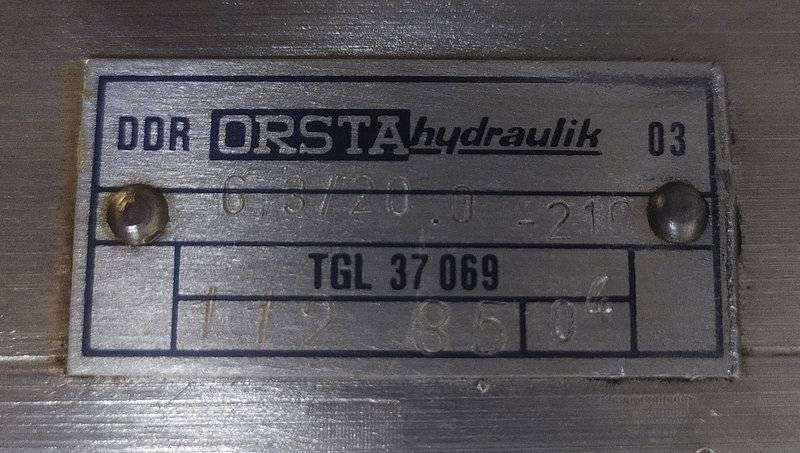 DDR ORSTA hydraulik 03
6,3/20.0 -210
TGL 37 069
112 85 04